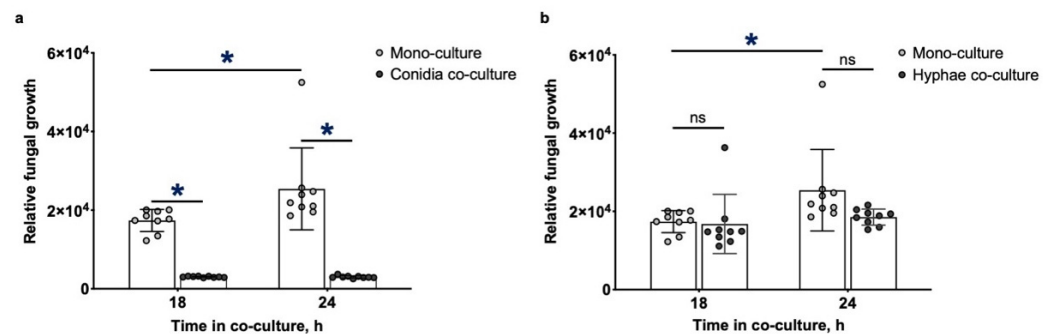 a
Relative fungal growth
6×10⁴
4×10⁴
2×10⁴
0
*
*
*
18
24
Time in co-culture, h
Mono-culture
Conidia co-culture
b
Relative fungal growth
6×10⁴
4×10⁴
2×10⁴
0
*
ns
ns
18
24
Time in co-culture, h
Mono-culture
Hyphae co-culture